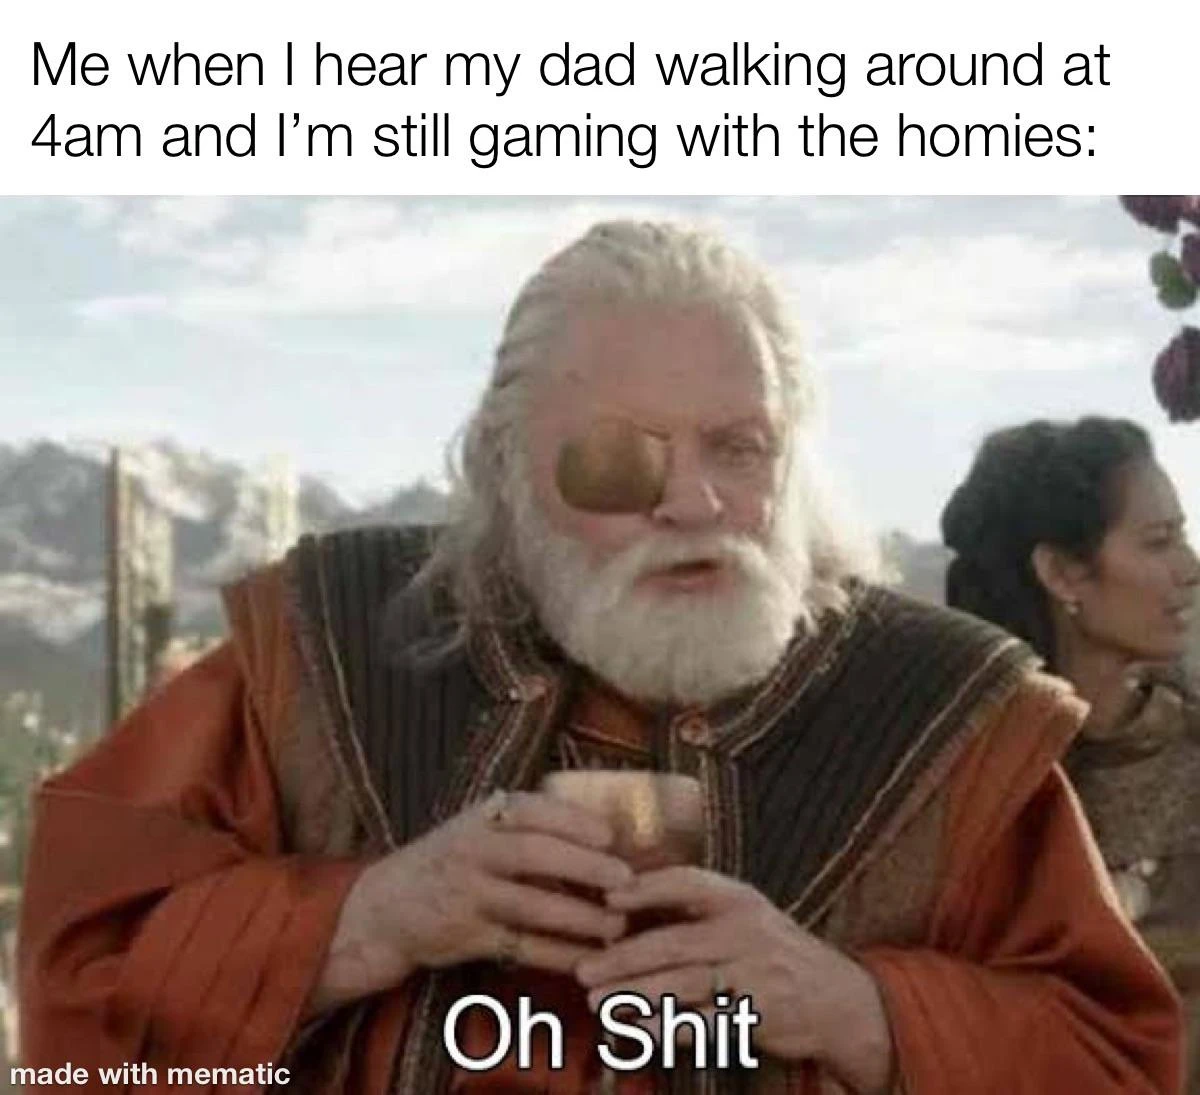 Me when I hear my dad walking around at
4am and I’m still gaming with the homies:
Oh Shit
made with mematic